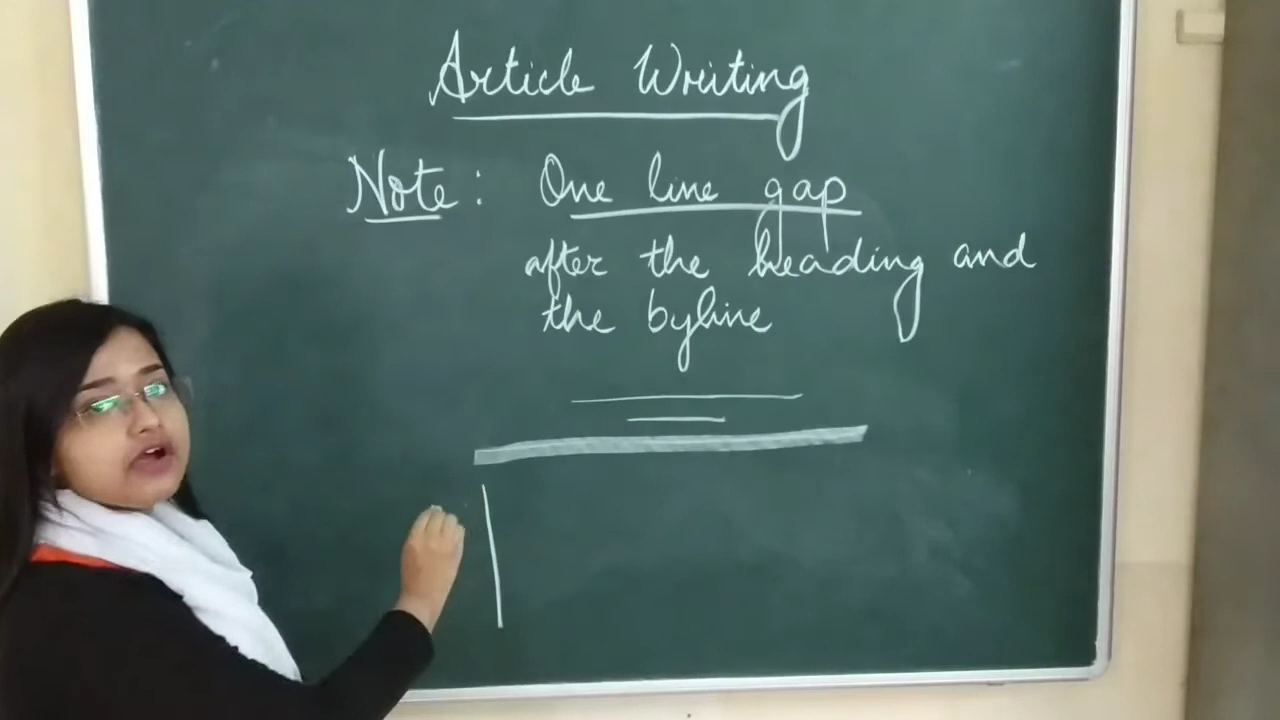 Article Writing
Note: One line gap
after the heading and
the byline